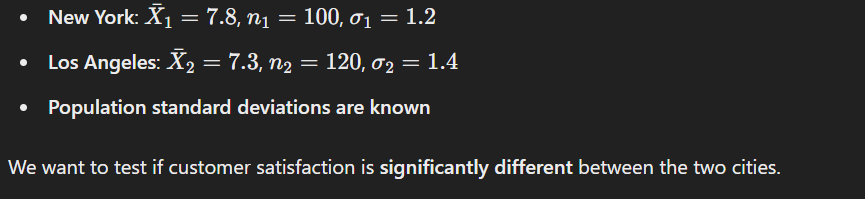 • New York: X̄₁ = 7.8, n₁ = 100, σ₁ = 1.2
• Los Angeles: X̄₂ = 7.3, n₂ = 120, σ₂ = 1.4
• Population standard deviations are known
We want to test if customer satisfaction is significantly different between the two cities.